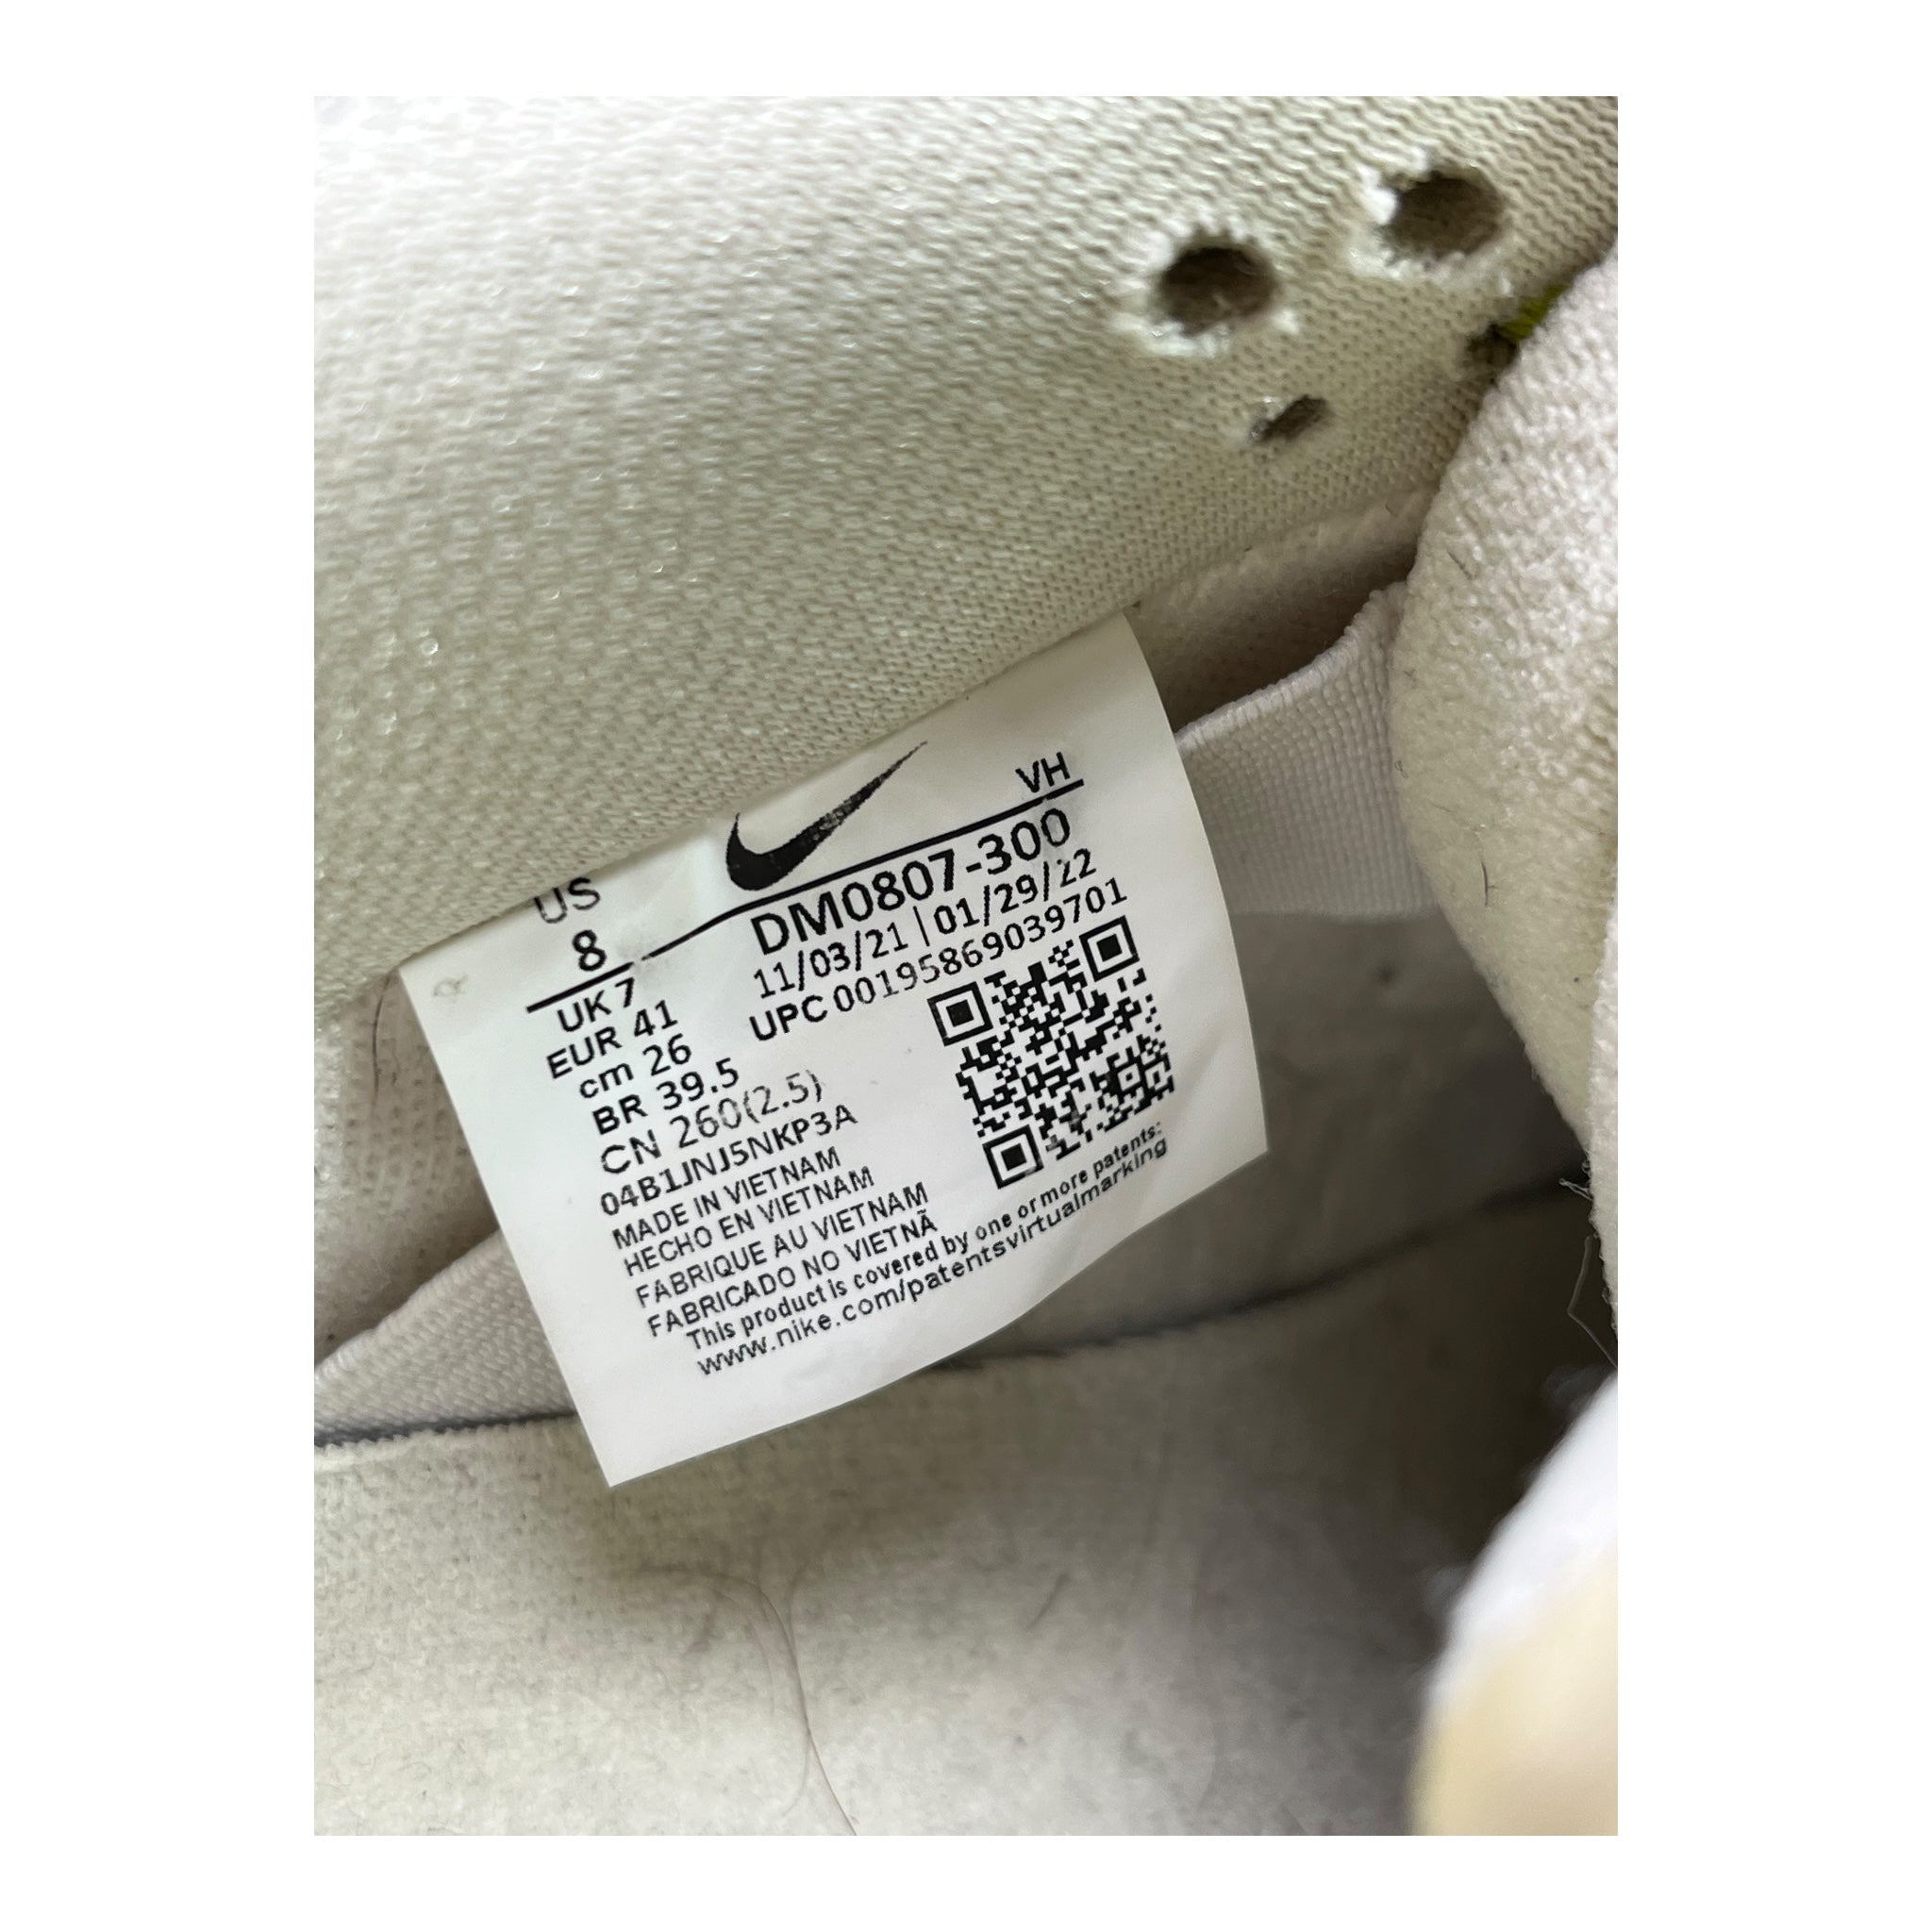 VH
US
8
UK 7
EUR 41
cm 26
BR 39.5
CN 260(2.5)
DM0807-300
11/03/21 | 01/29/22
UPC 00195869039701
04B1JNJ5NKP3A
MADE IN VIETNAM
HECHO EN VIETNAM
FABRIQUE AU VIETNAM
FABRICADO NO VIETNÃ
This product is covered by one or more patents:
www.nike.com/patentsvirtualmarking